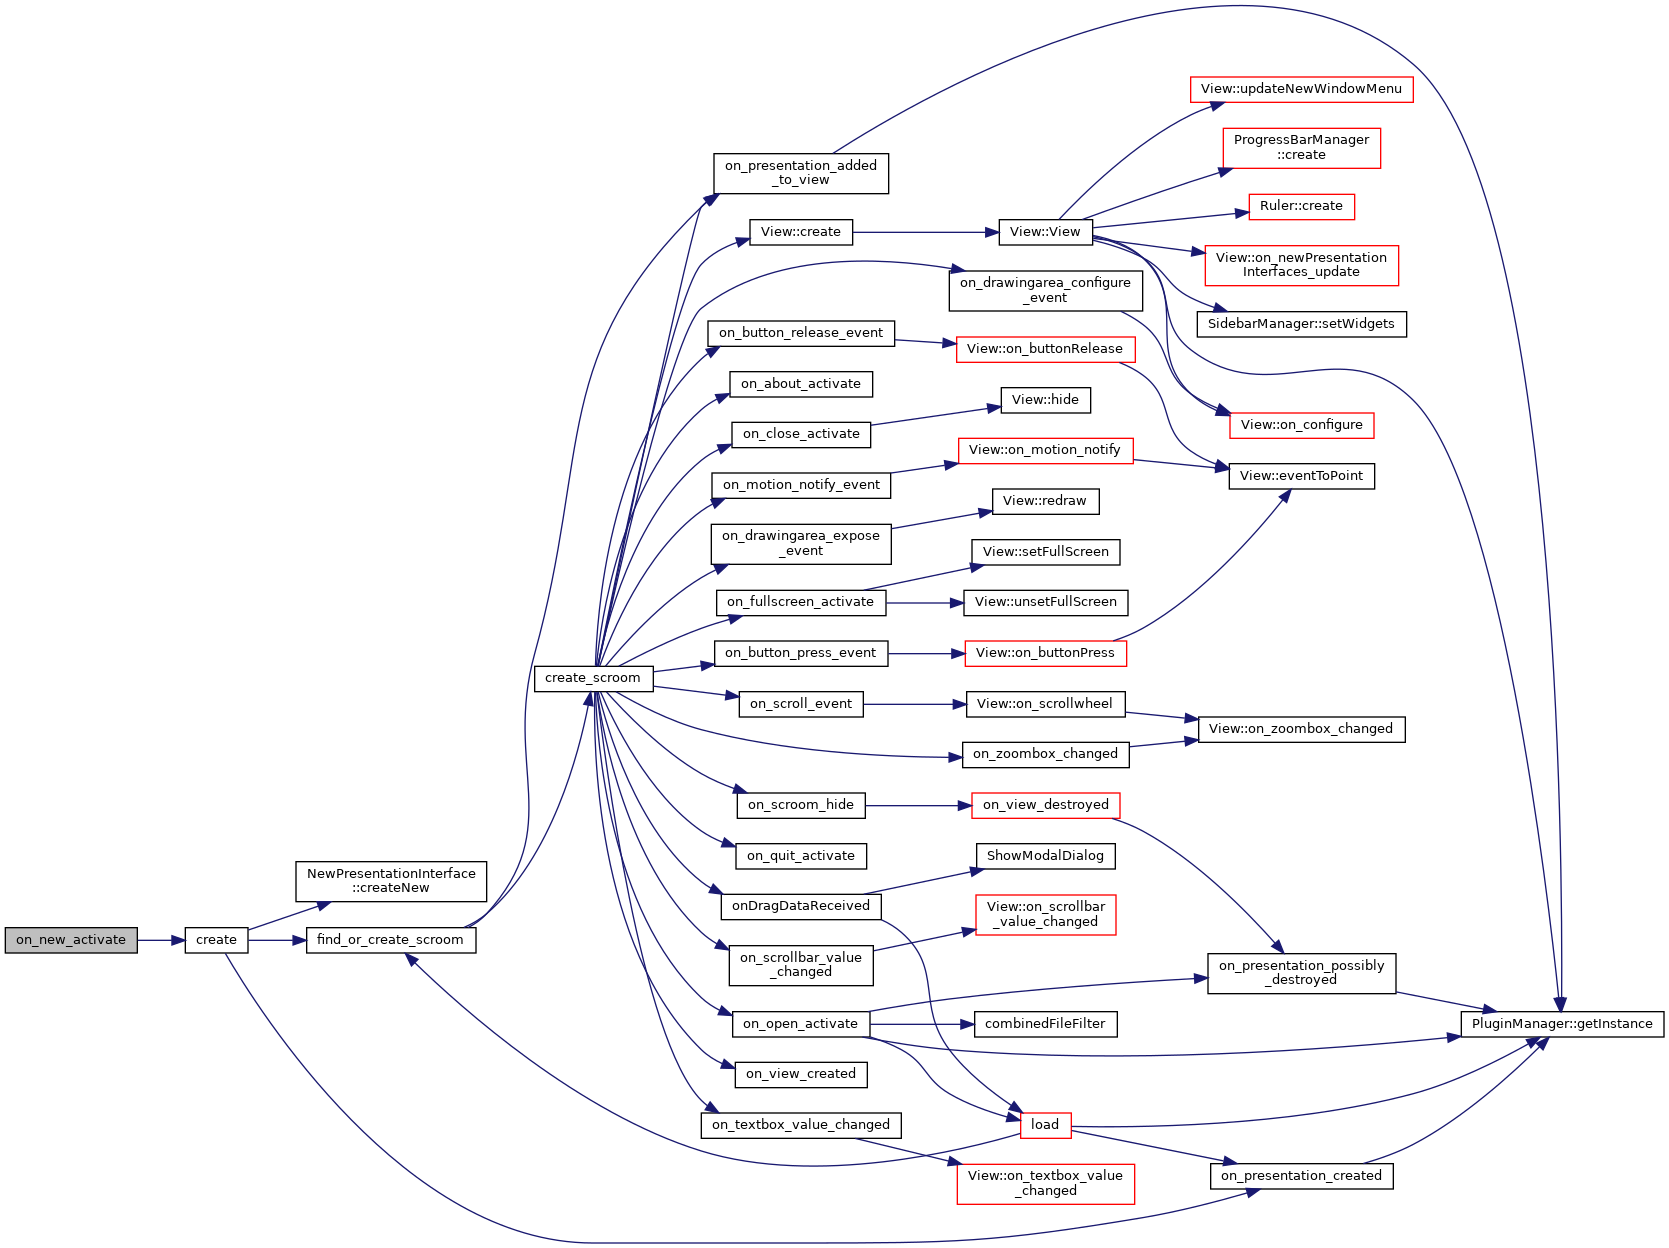 on_new_activate
create
NewPresentationInterface
::createNew
find_or_create_scroom
create_scroom
on_presentation_added
_to_view
View::create
on_drawingarea_configure
_event
on_button_release_event
on_about_activate
on_close_activate
on_motion_notify_event
on_drawingarea_expose
_event
on_fullscreen_activate
on_button_press_event
on_scroll_event
on_zoombox_changed
on_scroom_hide
on_quit_activate
onDragDataReceived
on_scrollbar_value
_changed
on_open_activate
on_view_created
on_textbox_value_changed
View::View
View::on_buttonRelease
View::hide
View::on_motion_notify
View::redraw
View::setFullScreen
View::unsetFullScreen
View::on_buttonPress
View::on_scrollwheel
on_view_destroyed
ShowModalDialog
View::on_scrollbar
_value_changed
combinedFileFilter
load
View::on_textbox_value
_changed
View::updateNewWindowMenu
ProgressBarManager
::create
Ruler::create
View::on_newPresentation
Interfaces_update
SidebarManager::setWidgets
View::on_configure
View::eventToPoint
View::on_zoombox_changed
on_presentation_possibly
_destroyed
on_presentation_created
PluginManager::getInstance